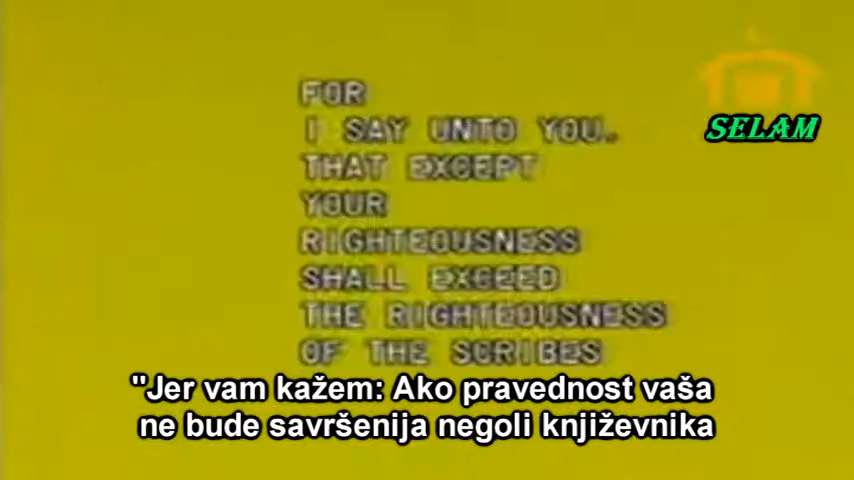 FOR
I SAY UNTO YOU.
THAT EXCEPT
YOUR
RIGHTEOUSNESS
SHALL EXCEED
THE RIGHTEOUSNESS
OF THE SCRIBES
SELAM
"Jer vam kažem: Ako pravednost vaša
ne bude savršenija negoli književnika